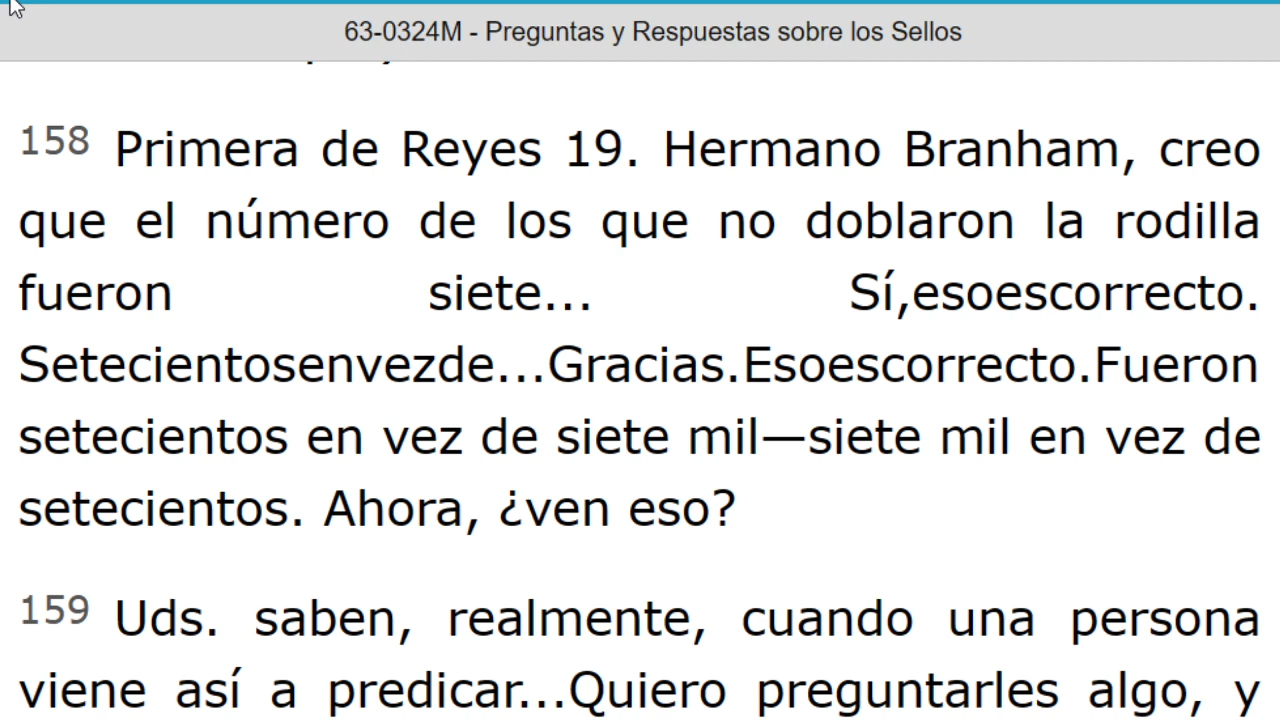 63-0324M - Preguntas y Respuestas sobre los Sellos
158 Primera de Reyes 19. Hermano Branham, creo
que el número de los que no doblaron la rodilla
fueron siete... Sí,esoescorrecto.
Setecientosenvezde...Gracias.Esoescorrecto.Fueron
setecientos en vez de siete mil—siete mil en vez de
setecientos. Ahora, ¿ven eso?
159 Uds. saben, realmente, cuando una persona
viene así a predicar...Quiero preguntarles algo, y